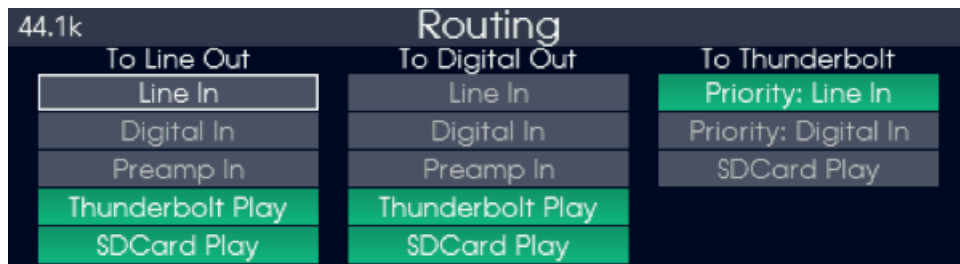 44.1k
Routing
To Line Out
Line In
Digital In
Preamp In
Thunderbolt Play
SDCard Play
To Digital Out
Line In
Digital In
Preamp In
Thunderbolt Play
SDCard Play
To Thunderbolt
Priority: Line In
Priority: Digital In
SDCard Play